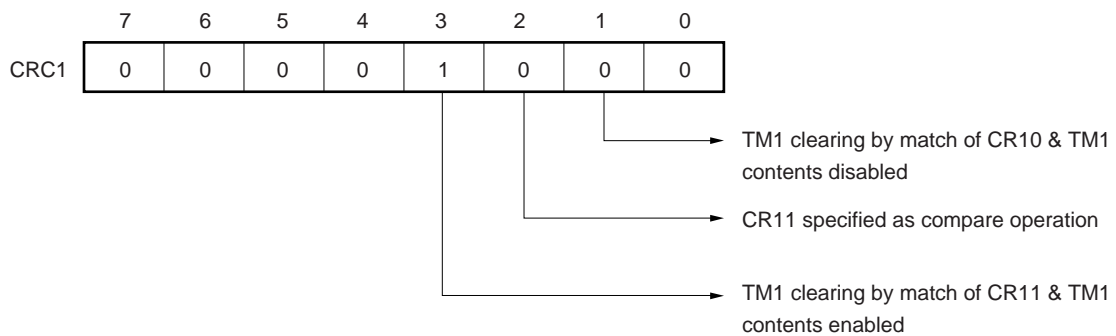 7 6 5 4 3 2 1 0
CRC1 0 0 0 0 1 0 0 0
TM1 clearing by match of CR10 & TM1
contents disabled
CR11 specified as compare operation
TM1 clearing by match of CR11 & TM1
contents enabled